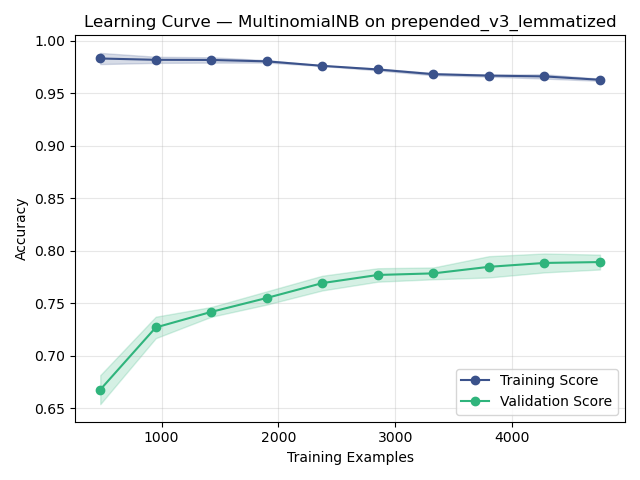 Learning Curve — MultinomialNB on prepended_v3_lemmatized
1.00
0.95
0.90
0.85
0.80
0.75
0.70
0.65
Accuracy
Training Score
Validation Score
1000
2000
3000
4000
Training Examples